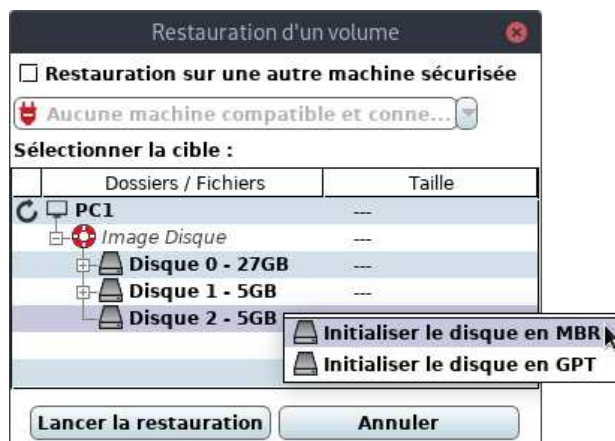 Restauration d'un volume
Restauration sur une autre machine sécurisée
Aucune machine compatible et conne...
Sélectionner la cible :
Dossiers / Fichiers Taille
PC1 ---
Image Disque ---
Disque 0 - 27GB ---
Disque 1 - 5GB ---
Disque 2 - 5GB
Initialiser le disque en MBR
Initialiser le disque en GPT
Lancer la restauration Annuler